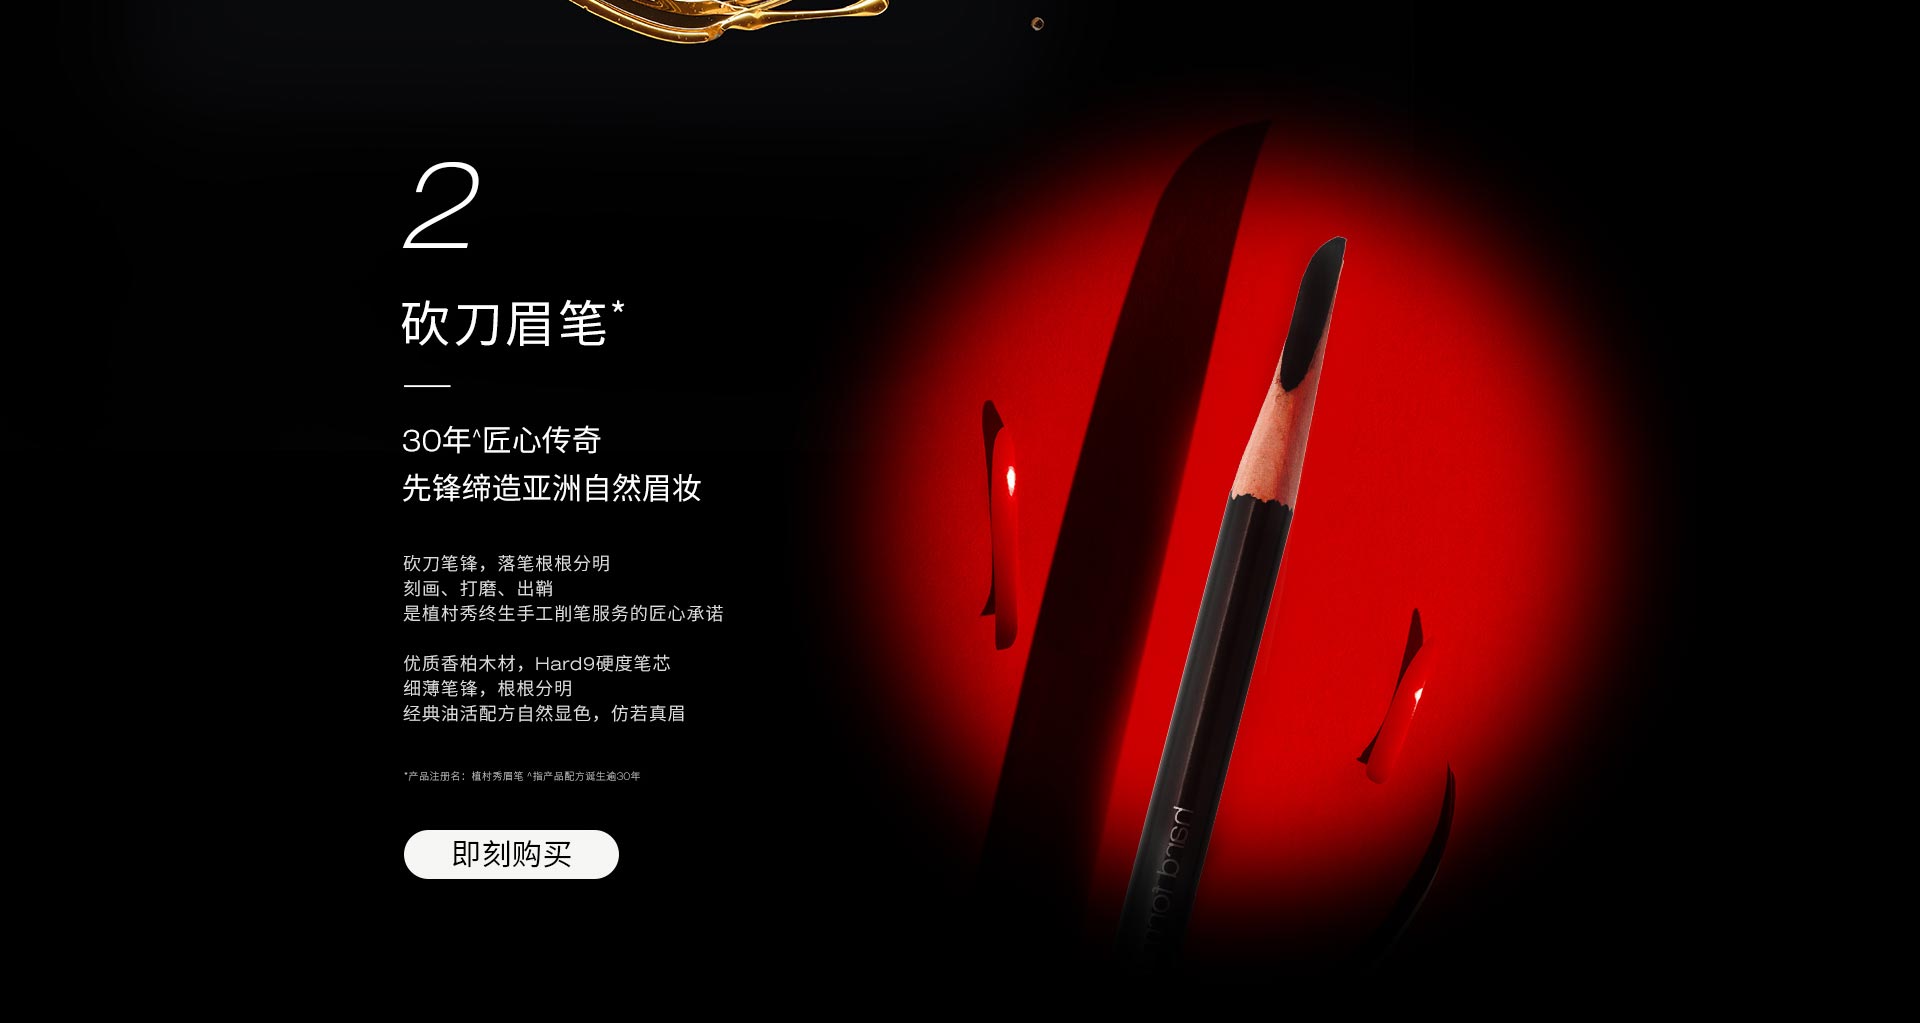 2
砍刀眉笔*
30年^匠心传奇
先锋缔造亚洲自然眉妆
砍刀笔锋，落笔根根分明
刻画、打磨、出鞘
是植村秀终生手工削笔服务的匠心承诺
优质香柏木材，Hard9硬度笔芯
细薄笔锋，根根分明
经典油活配方自然显色，仿若真眉
*产品注册名：植村秀眉笔 ^指产品配方诞生逾30年
即刻购买
hard form